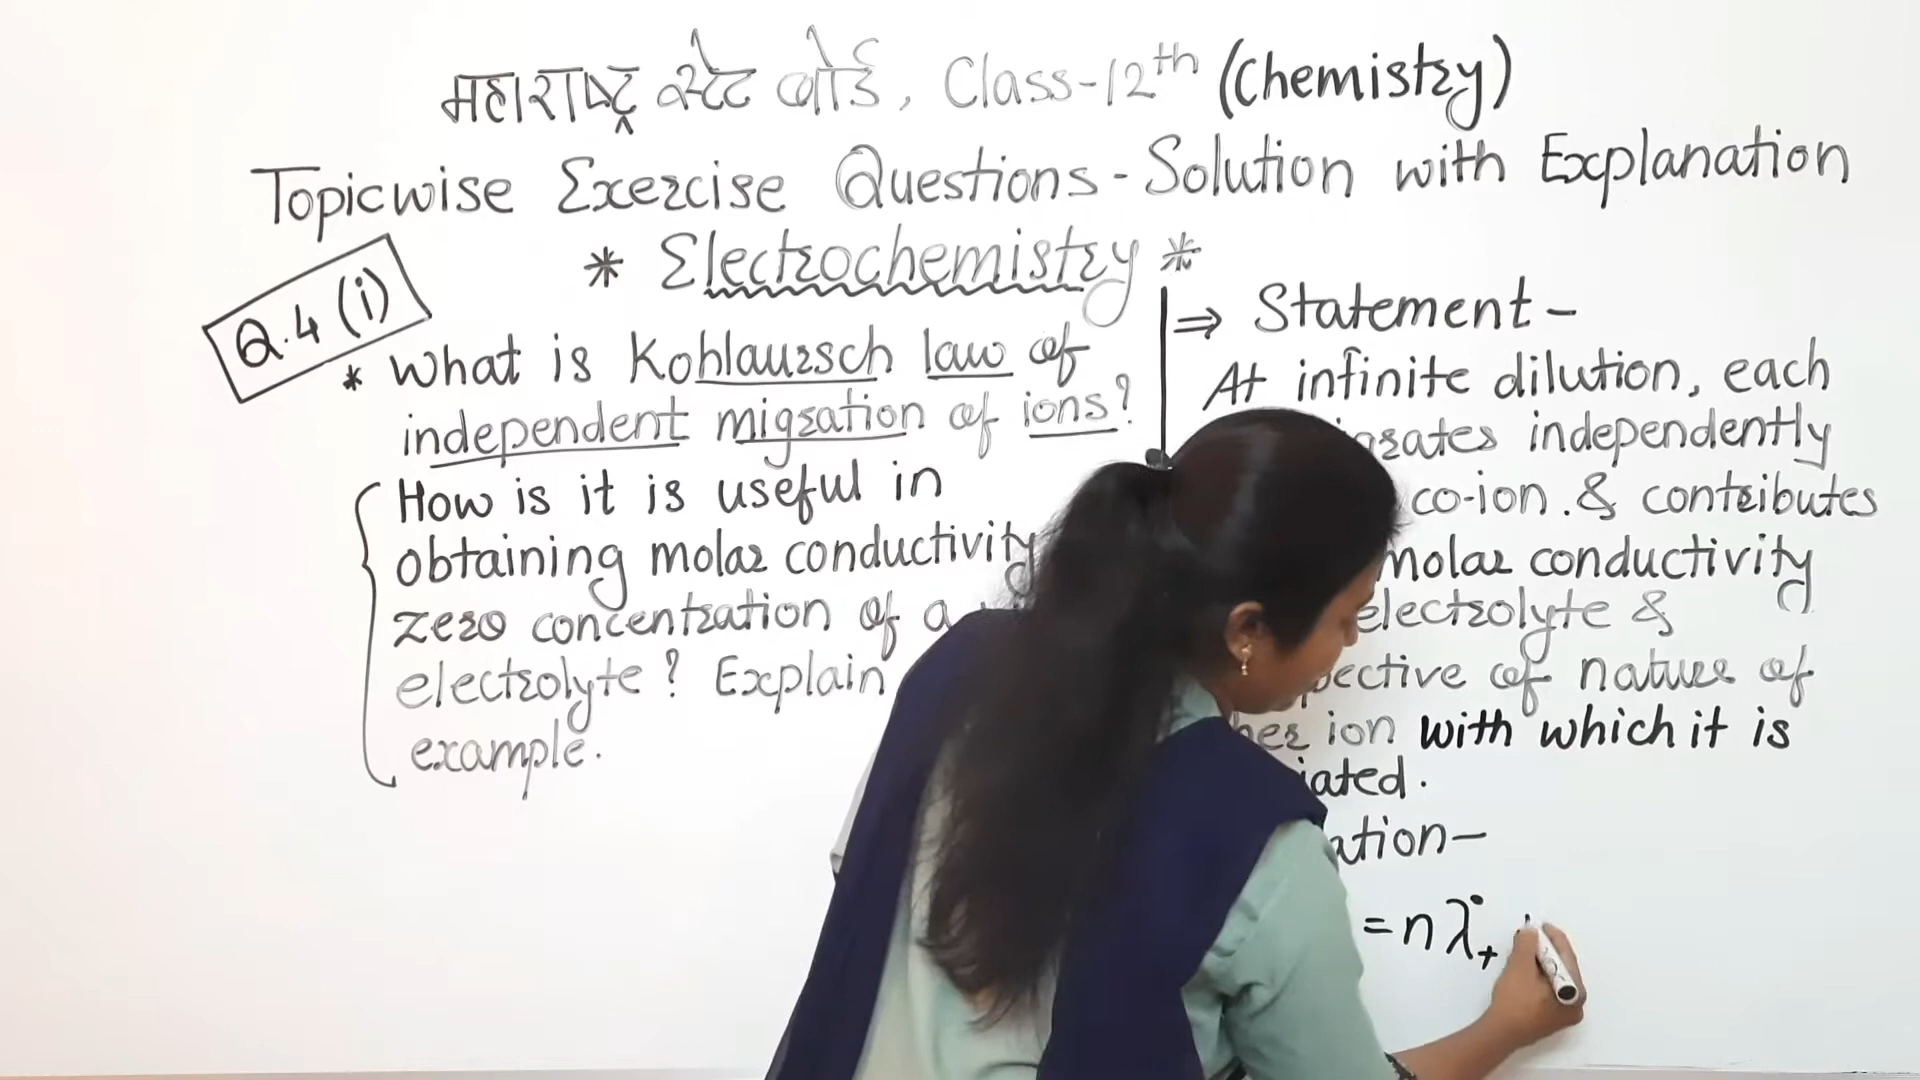 महाराष्ट्र स्टेट बोर्ड, Class-12th (Chemistry)
Topicwise Exercise Questions - Solution with Explanation
* Electrochemistry *
Q.4 (i)
* What is Kohlaursch law of
independent migration of ions?
How is it is useful in
obtaining molar conductivity
zero concentration of a
electrolyte? Explain
example.
⇒ Statement -
At infinite dilution, each
independently
co-ion. & contributes
molar conductivity
electrolyte &
of nature of
ion with which it is
= nλ°+